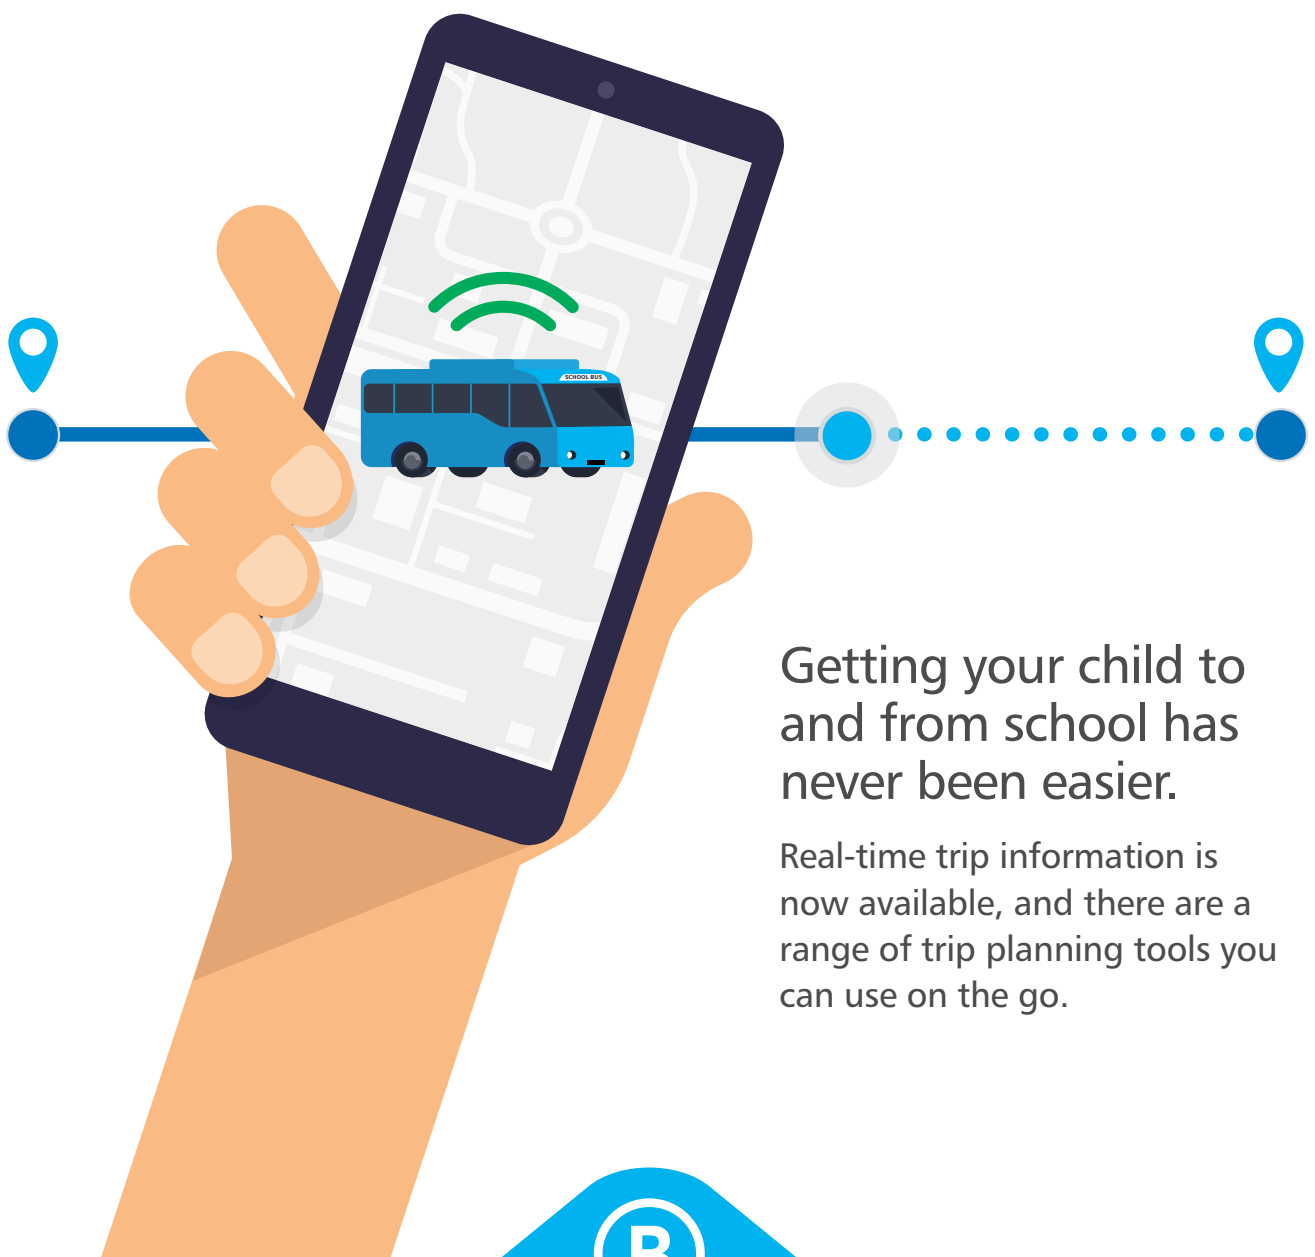 SCHOOL BUS
Getting your child to
and from school has
never been easier.
Real-time trip information is
now available, and there are a
range of trip planning tools you
can use on the go.
B